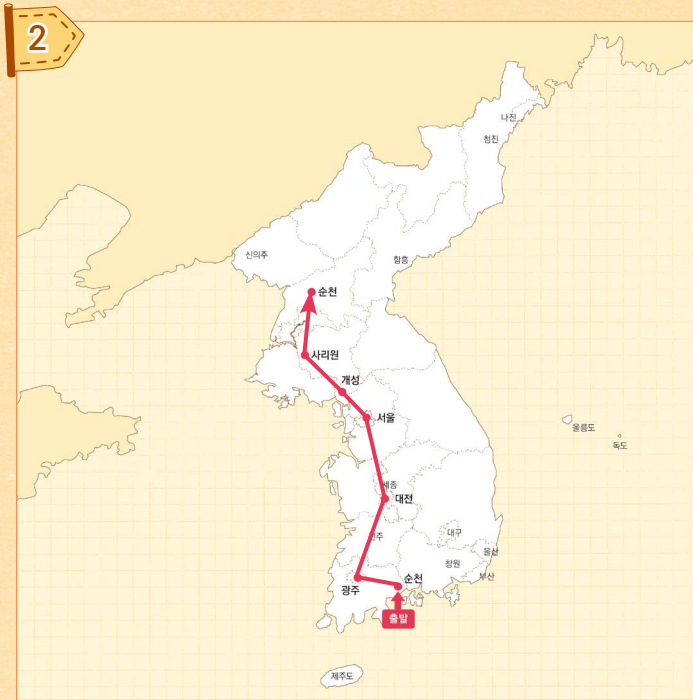 2
나진
청진
신의주
함흥
순천
사리원
개성
서울
울릉도
독도
세종
대전
대구
울산
창원
부산
순천
광주
출발
제주도